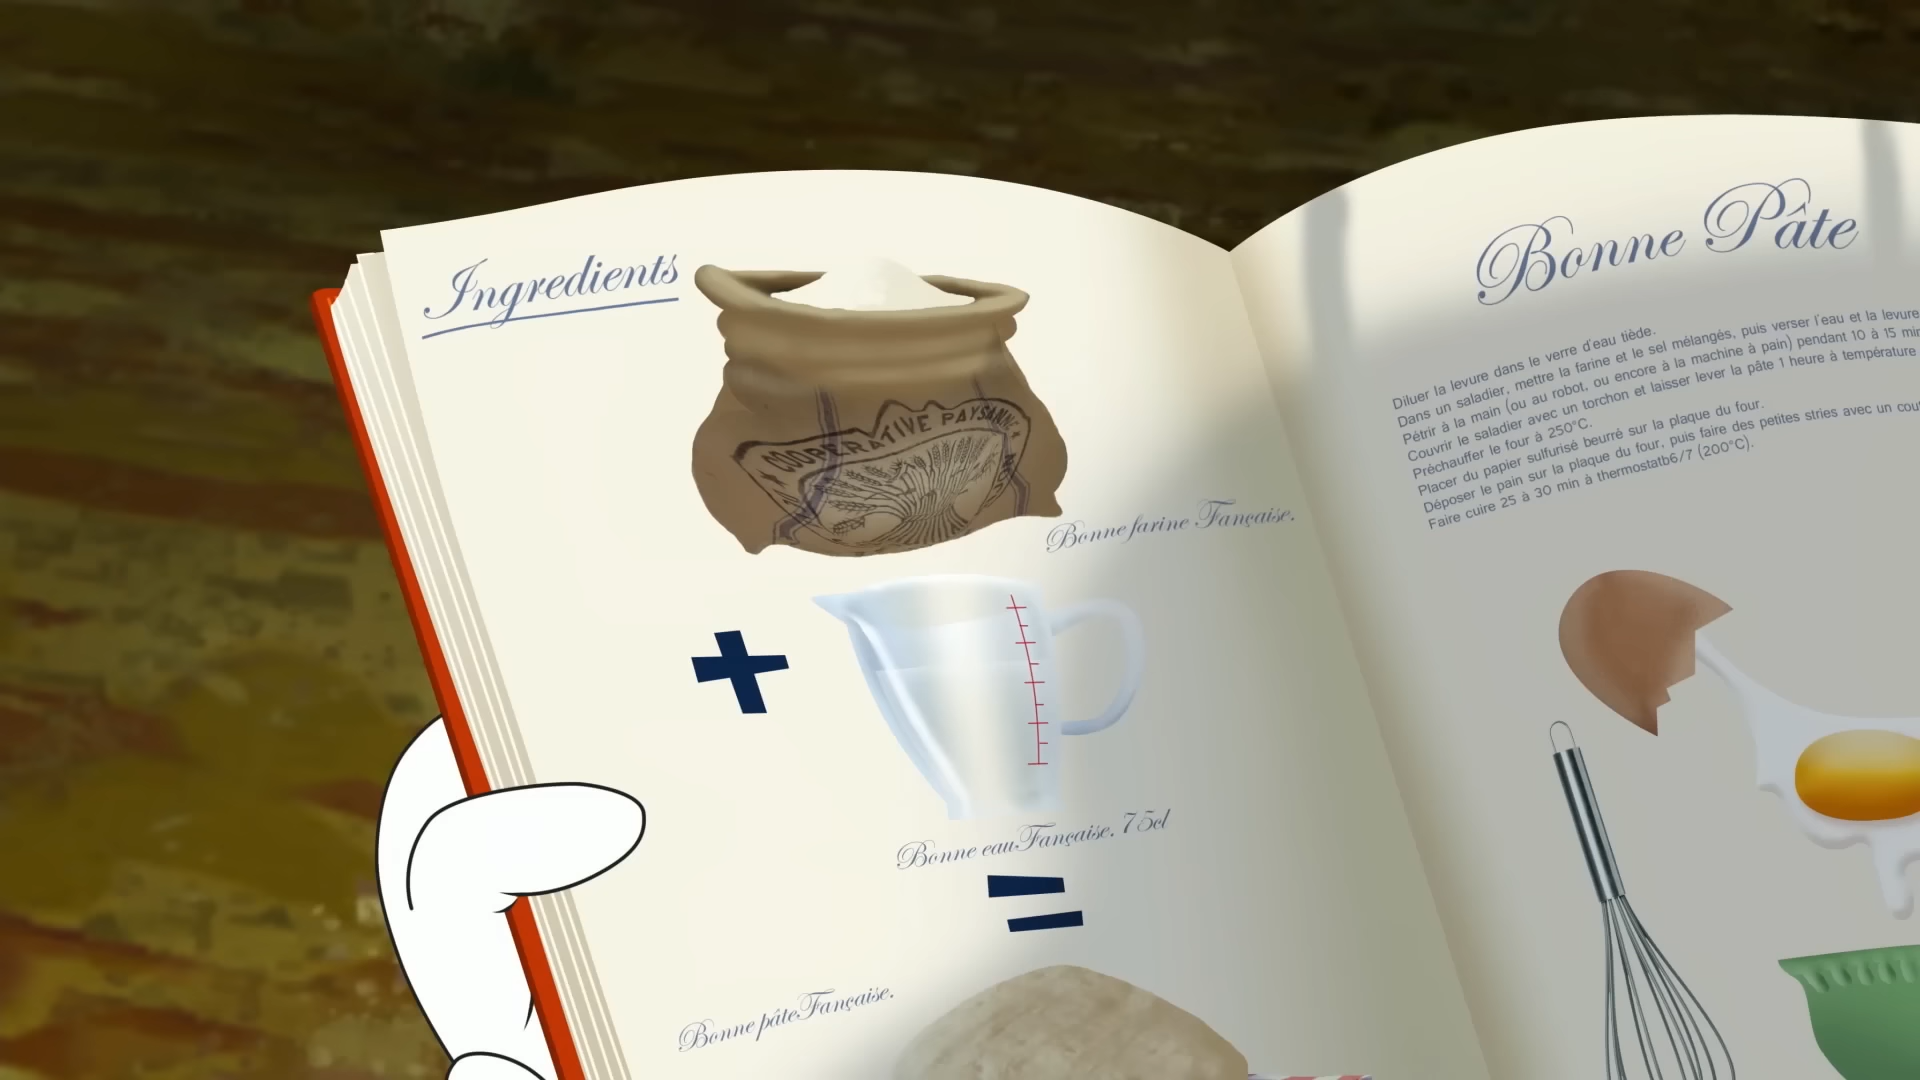 Ingredients
COOPERATIVE PAYSANNE
Bonne farine Fançaise.
Bonne eau Fançaise. 75cl
Bonne pâte Fançaise.
Bonne Pâte
Diluer la levure dans le verre d'eau tiède.
Dans un saladier, mettre la farine et le sel mélangés, puis verser l'eau et la levure
Pétrir à la main (ou au robot, ou encore à la machine à pain) pendant 10 à 15 min
Couvrir le saladier avec un torchon et laisser lever la pâte 1 heure à température
Préchauffer le four à 250°C.
Placer du papier sulfurisé beurré sur la plaque du four.
Déposer le pain sur la plaque du four, puis faire des petites stries avec un cou
Faire cuire 25 à 30 min à thermostatb6/7 (200°C).